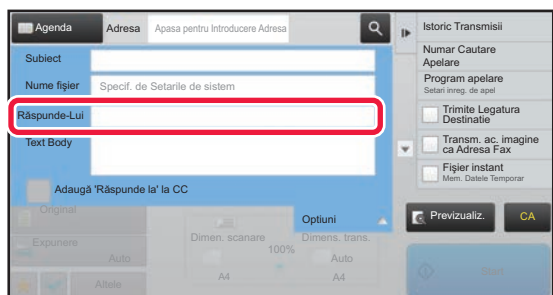 Agenda
Adresa
Apasa pentru Introducere Adresa
Subiect
Nume fişier
Specif. de Setarile de sistem
Răspunde-Lui
Text Body
Adaugă 'Răspunde la' la CC
Original
Expunere
Auto
Altele
Dimen. scanare
A4
100%
Dimens. trans.
Auto
A4
Optiuni
Istoric Transmisii
Numar Cautare
Apelare
Program apelare
Setari inreg. de apel
Trimite Legatura
Destinatie
Transm. ac. imagine
ca Adresa Fax
Fişier instant
Mem. Datele Temporar
Previzualiz.
CA
Start